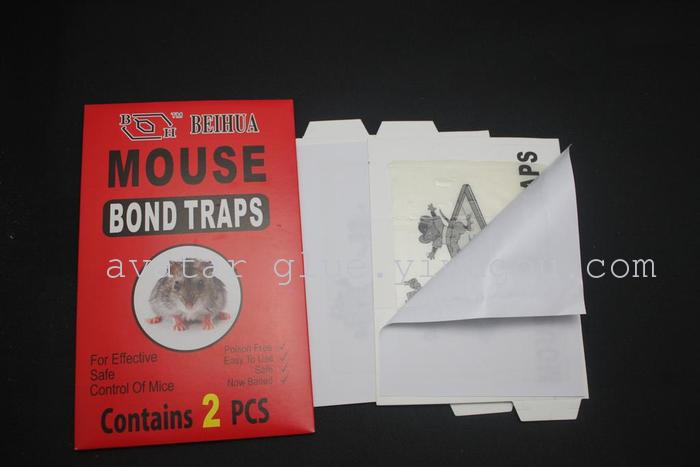 B H ™ BEIHUA
MOUSE
BOND TRAPS
For Effective
Safe
Control Of Mice
Poison Free ✓
Easy To Use ✓
Safe ✓
Now Baited ✓
Contains 2 PCS
APS
avatar glue.yiwugou.com